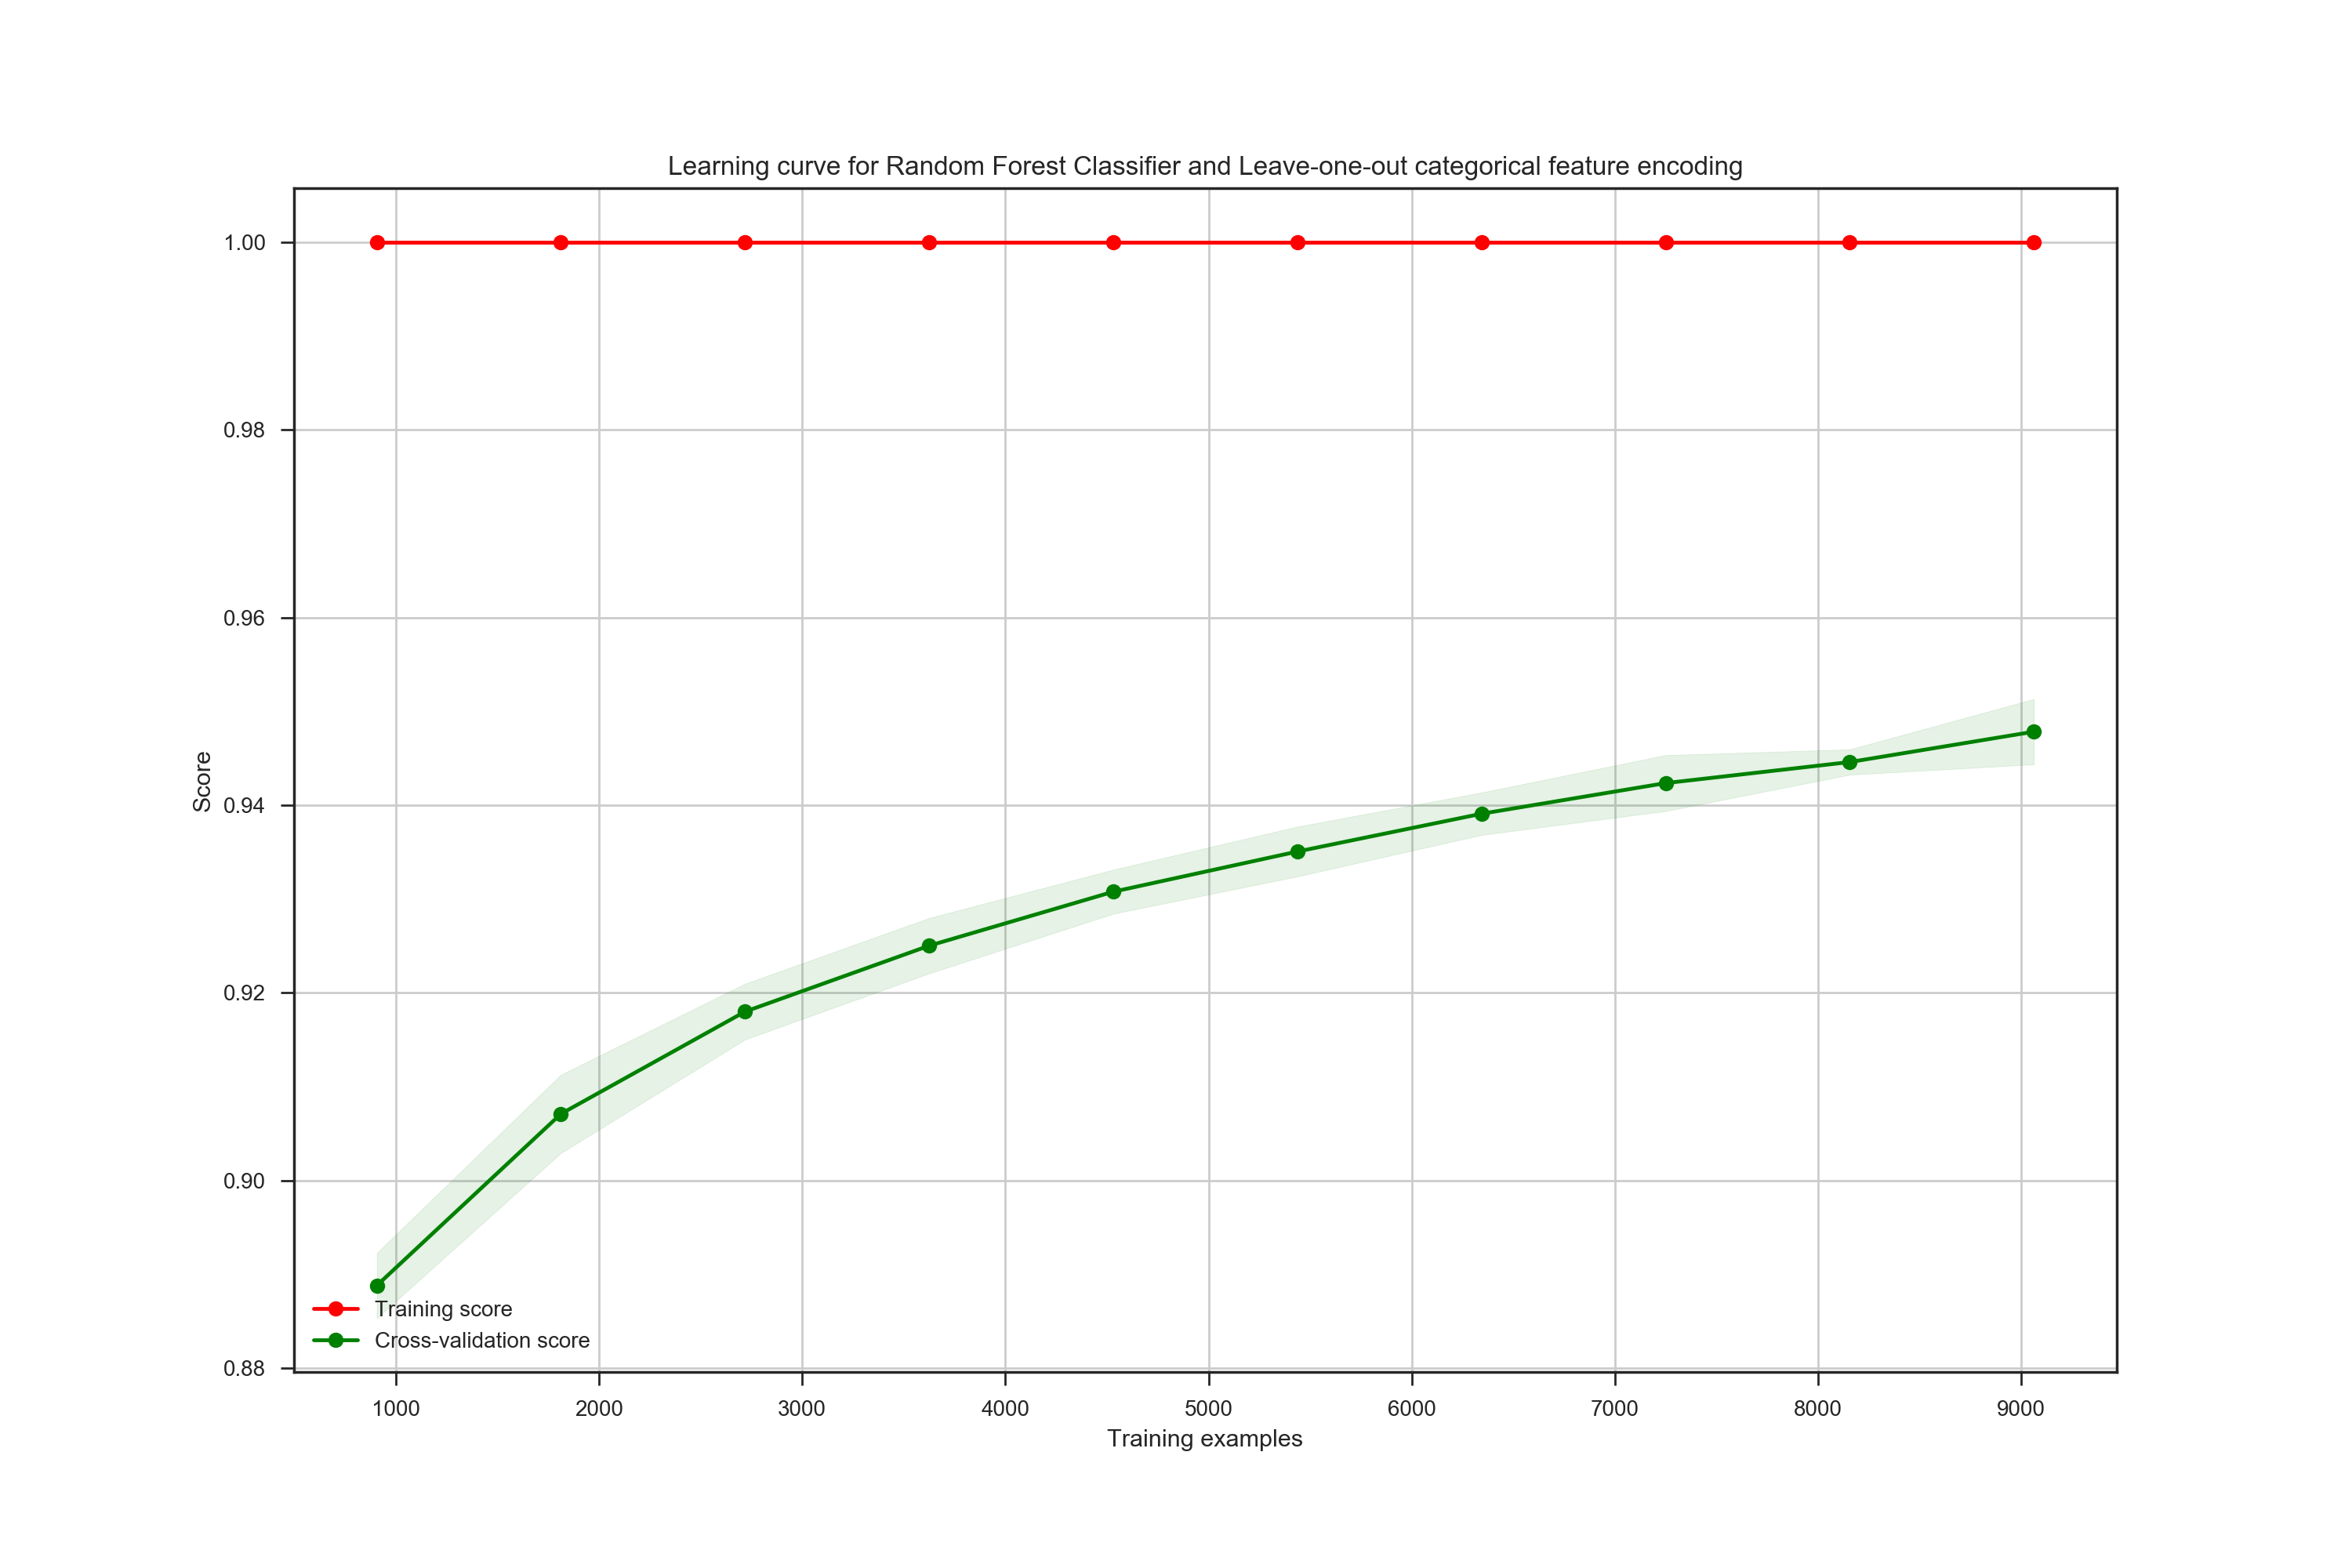 Learning curve for Random Forest Classifier and Leave-one-out categorical feature encoding
1.00
0.98
0.96
0.94
0.92
0.90
0.88
Score
Training score
Cross-validation score
1000 2000 3000 4000 5000 6000 7000 8000 9000
Training examples